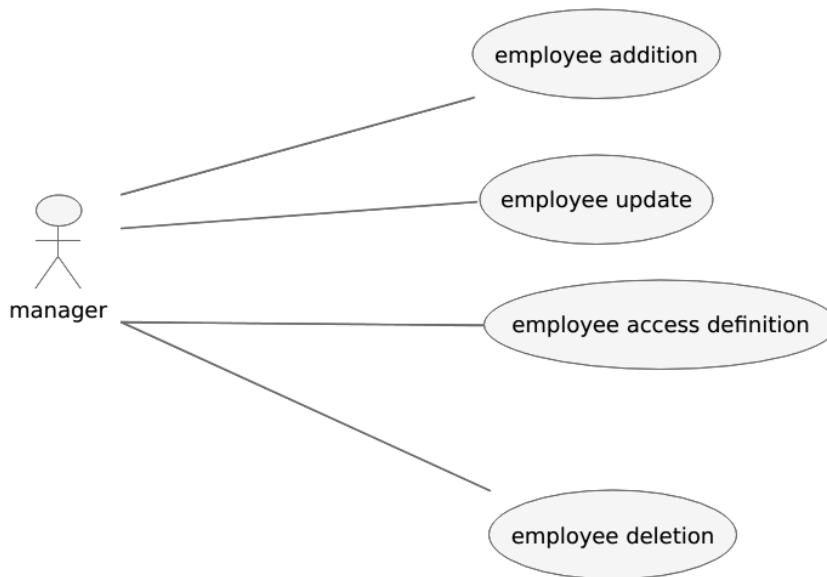 employee addition
employee update
manager
employee access definition
employee deletion